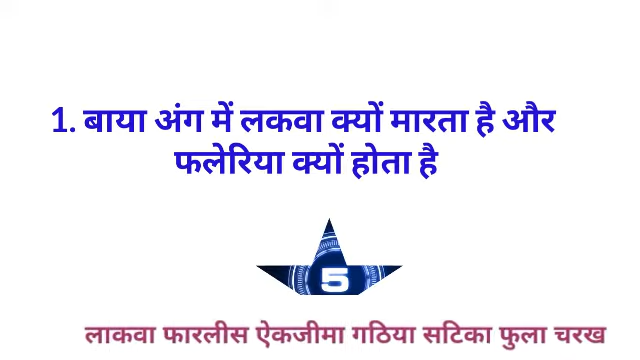 1. बाया अंग में लकवा क्यों मारता है और
फलेरिया क्यों होता है
5
लाकवा फारलीस ऐकजीमा गठिया सटिका फुला चरख